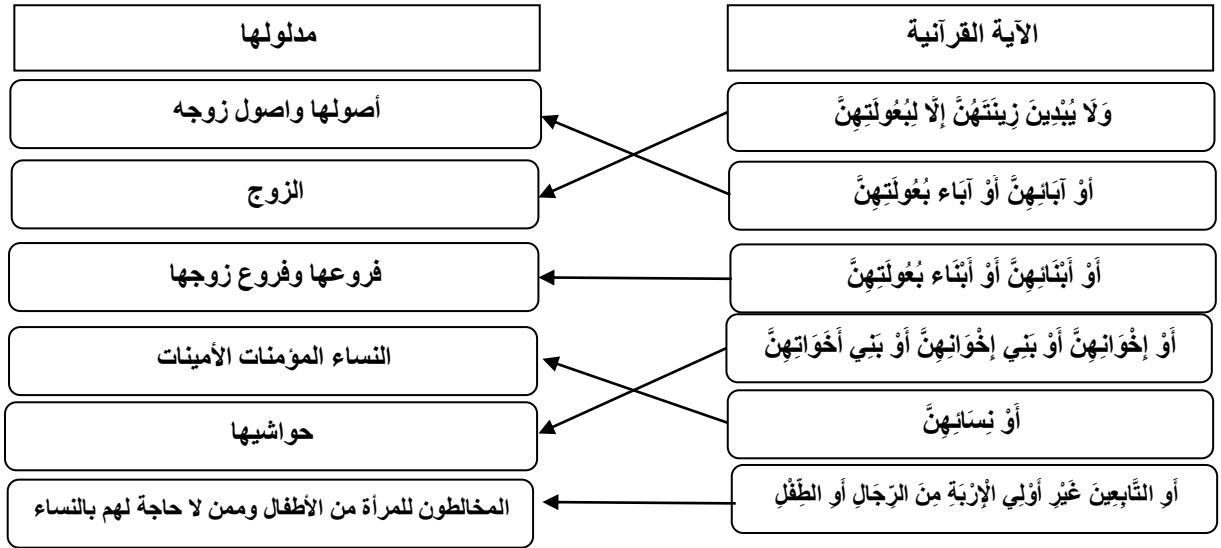 الآية القرآنية
مدلولها
وَلَا يُبْدِينَ زِينَتَهُنَّ إِلَّا لِبُعُولَتِهِنَّ
أصولها واصول زوجه
أوْ آبَائِهِنَّ أَوْ آبَاء بُعُولَتِهِنَّ
الزوج
أَوْ أَبْنَائِهِنَّ أَوْ أَبْنَاء بُعُولَتِهِنَّ
فروعها وفروع زوجها
أَوْ إِخْوَانِهِنَّ أَوْ بَنِي إِخْوَانِهِنَّ أَوْ بَنِي أَخَوَاتِهِنَّ
النساء المؤمنات الأمينات
أَوْ نِسَائِهِنَّ
حواشيها
أَوِ التَّابِعِينَ غَيْرِ أُوْلِي الْإِرْبَةِ مِنَ الرِّجَالِ أَوِ الطِّفْلِ
المخالطون للمرأة من الأطفال وممن لا حاجة لهم بالنساء